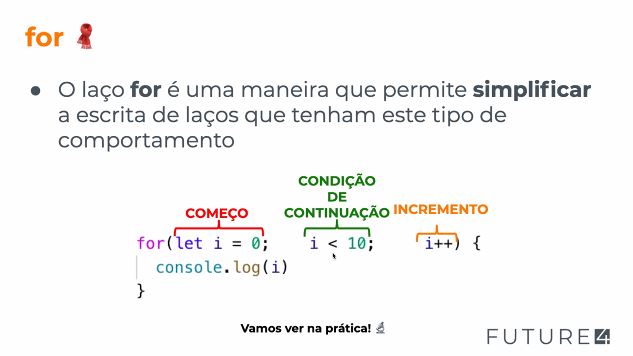 for
● O laço for é uma maneira que permite simplificar
a escrita de laços que tenham este tipo de
comportamento
CONDIÇÃO
DE
COMEÇO CONTINUAÇÃO INCREMENTO
for(let i = 0; i < 10; i++) {
console.log(i)
}
Vamos ver na prática!
FUTURE4